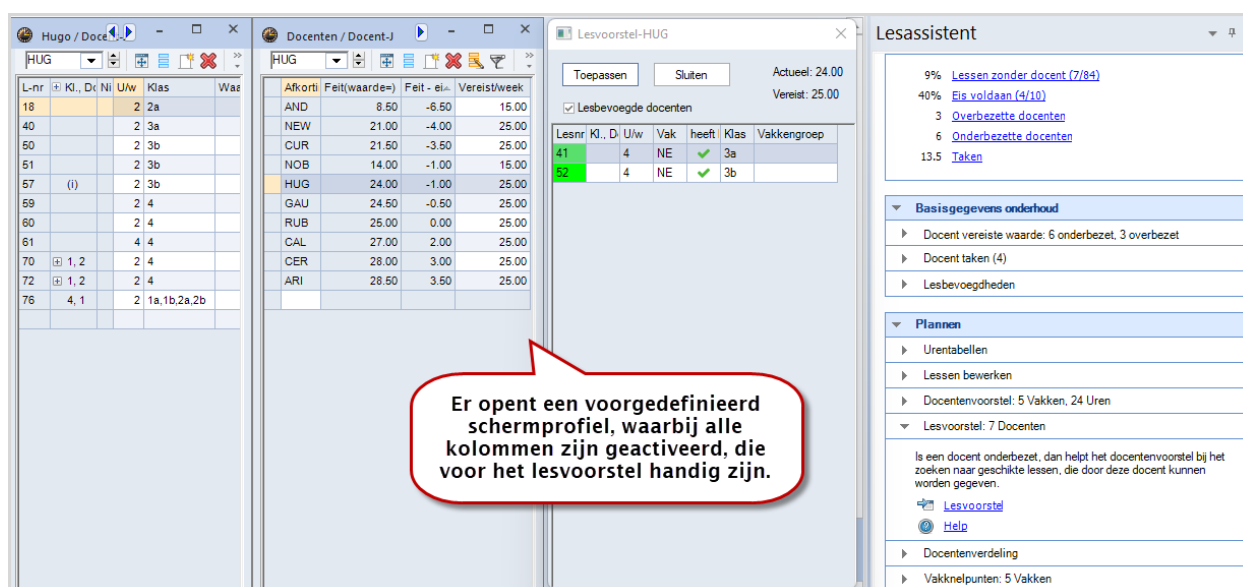 Hugo / Doce
HUG
L-nr Kl., Do Ni U/w Klas Waa
18 2 2a
40 2 3a
50 2 3b
51 2 3b
57 (i) 2 3b
59 2 4
60 2 4
61 4 4
70 1, 2 2 4
72 1, 2 2 4
76 4, 1 2 1a,1b,2a,2b
Docenten / Docent-J
HUG
Afkorti Feit(waarde=) Feit - ei Vereist/week
AND 8.50 -6.50 15.00
NEW 21.00 -4.00 25.00
CUR 21.50 -3.50 25.00
NOB 14.00 -1.00 15.00
HUG 24.00 -1.00 25.00
GAU 24.50 -0.50 25.00
RUB 25.00 0.00 25.00
CAL 27.00 2.00 25.00
CER 28.00 3.00 25.00
ARI 28.50 3.50 25.00
Lesvoorstel-HUG
Toepassen Sluiten Actueel: 24.00
Vereist: 25.00
Lesbevoegde docenten
Lesnr Kl., D U/w Vak heeft Klas Vakkengroep
41 4 NE 3a
52 4 NE 3b
Er opent een voorgedefinieerd
schermprofiel, waarbij alle
kolommen zijn geactiveerd, die
voor het lesvoorstel handig zijn.
Lesassistent
9% Lessen zonder docent (7/84)
40% Eis voldaan (4/10)
3 Overbezette docenten
6 Onderbezette docenten
13.5 Taken
Basisgegevens onderhoud
Docent vereiste waarde: 6 onderbezet, 3 overbezet
Docent taken (4)
Lesbevoegdheden
Plannen
Urentabellen
Lessen bewerken
Docentenvoorstel: 5 Vakken, 24 Uren
Lesvoorstel: 7 Docenten
Is een docent onderbezet, dan helpt het docentenvoorstel bij het
zoeken naar geschikte lessen, die door deze docent kunnen
worden gegeven.
Lesvoorstel
Help
Docentenverdeling
Vakknelpunten: 5 Vakken